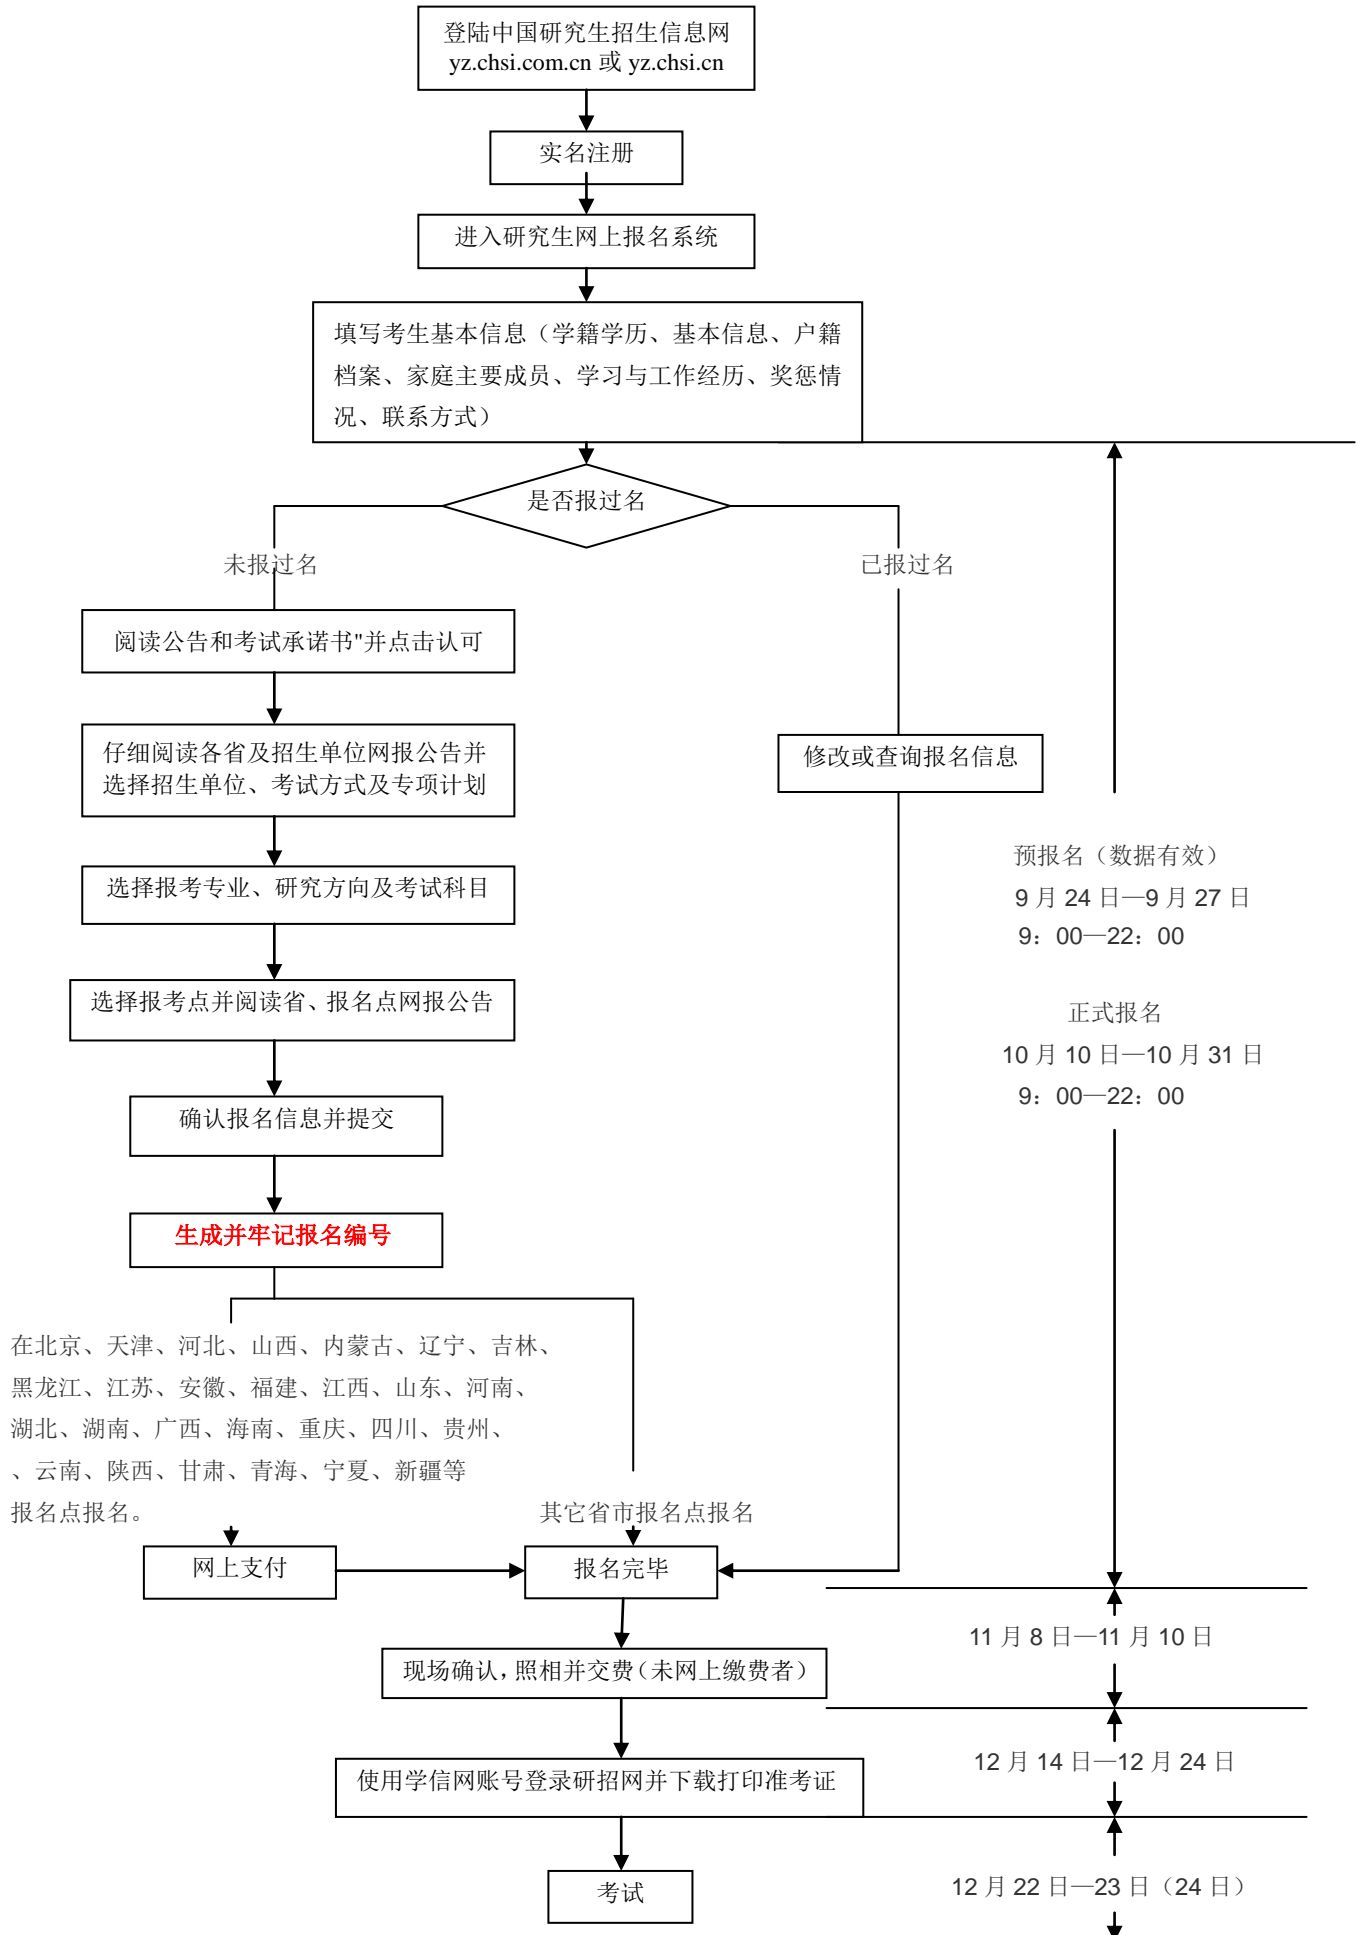 登陆中国研究生招生信息网
yz.chsi.com.cn 或 yz.chsi.cn
实名注册
进入研究生网上报名系统
填写考生基本信息（学籍学历、基本信息、户籍
档案、家庭主要成员、学习与工作经历、奖惩情
况、联系方式）
是否报过名
未报过名
已报过名
阅读公告和考试承诺书"并点击认可
仔细阅读各省及招生单位网报公告并
选择招生单位、考试方式及专项计划
修改或查询报名信息
选择报考专业、研究方向及考试科目
预报名（数据有效）
9 月 24 日—9 月 27 日
9：00—22：00
选择报考点并阅读省、报名点网报公告
正式报名
10 月 10 日—10 月 31 日
9：00—22：00
确认报名信息并提交
生成并牢记报名编号
在北京、天津、河北、山西、内蒙古、辽宁、吉林、
黑龙江、江苏、安徽、福建、江西、山东、河南、
湖北、湖南、广西、海南、重庆、四川、贵州、
、云南、陕西、甘肃、青海、宁夏、新疆等
报名点报名。
其它省市报名点报名
网上支付
报名完毕
11 月 8 日—11 月 10 日
现场确认，照相并交费（未网上缴费者）
12 月 14 日—12 月 24 日
使用学信网账号登录研招网并下载打印准考证
考试
12 月 22 日—23 日（24 日）